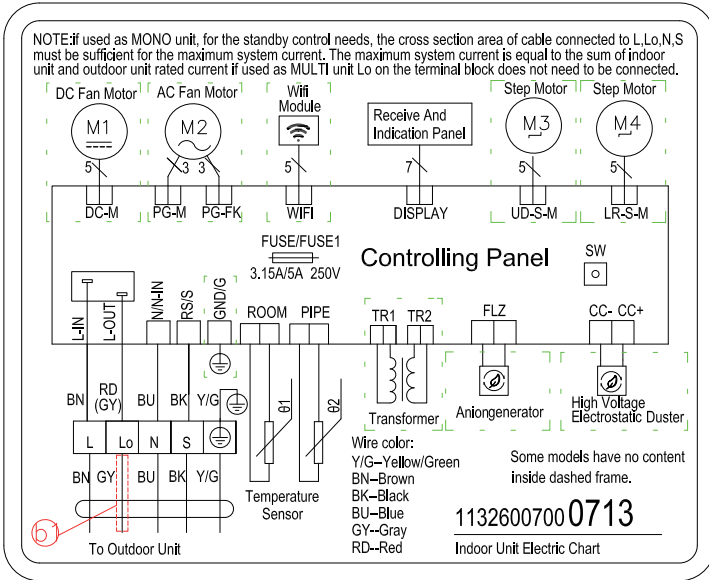 NOTE:if used as MONO unit, for the standby control needs, the cross section area of cable connected to L,Lo,N,S
must be sufficient for the maximum system current. The maximum system current is equal to the sum of indoor
unit and outdoor unit rated current if used as MULTI unit Lo on the terminal block does not need to be connected.
DC Fan Motor
AC Fan Motor
Wifi
Module
Step Motor
Step Motor
M1
M2
Receive And
Indication Panel
M3
M4
5
3
3
5
7
5
5
DC-M
PG-M
PG-FK
WIFI
DISPLAY
UD-S-M
LR-S-M
FUSE/FUSE1
3.15A/5A 250V
Controlling Panel
SW
L-IN
L-OUT
N/N-IN
RS/S
GND/G
ROOM
PIPE
TR1
TR2
FLZ
CC-
CC+
BN
RD
(GY)
BU
BK
Y/G
θ1
θ2
Transformer
Aniongenerator
High Voltage
Electrostatic Duster
L
Lo
N
S
BN
GY
BU
BK
Y/G
Temperature
Sensor
b1
To Outdoor Unit
Wire color:
Y/G–Yellow/Green
BN–Brown
BK–Black
BU–Blue
GY--Gray
RD--Red
Some models have no content
inside dashed frame.
1132600700 0713
Indoor Unit Electric Chart